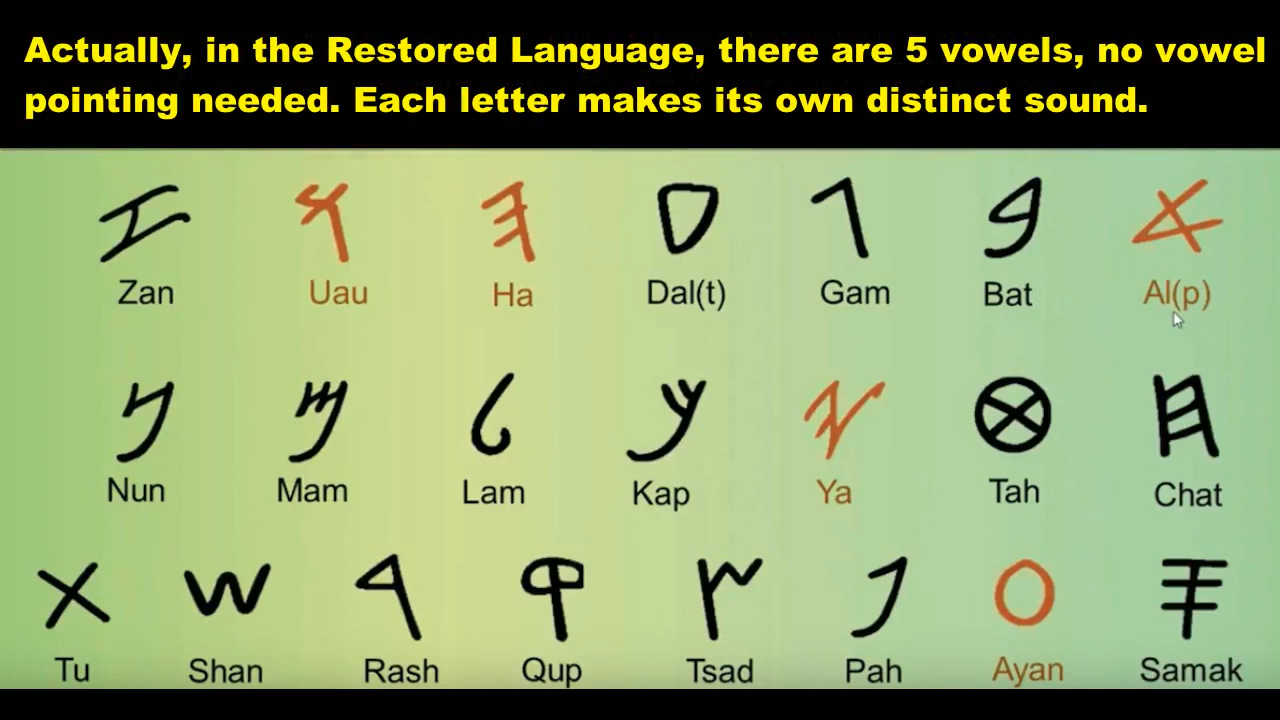 Actually, in the Restored Language, there are 5 vowels, no vowel
pointing needed. Each letter makes its own distinct sound.
𐤀 𐤁 𐤂 𐤃 𐤄 𐤅 𐤆
Zan Uau Ha Dal(t) Gam Bat Al(p)
𐤇 𐤈 𐤉 𐤊 𐤋 𐤌 𐤍
Nun Mam Lam Kap Ya Tah Chat
𐤎 𐤏 𐤐 𐤑 𐤒 𐤓 𐤔 𐤕
Tu Shan Rash Qup Tsad Pah Ayan Samak